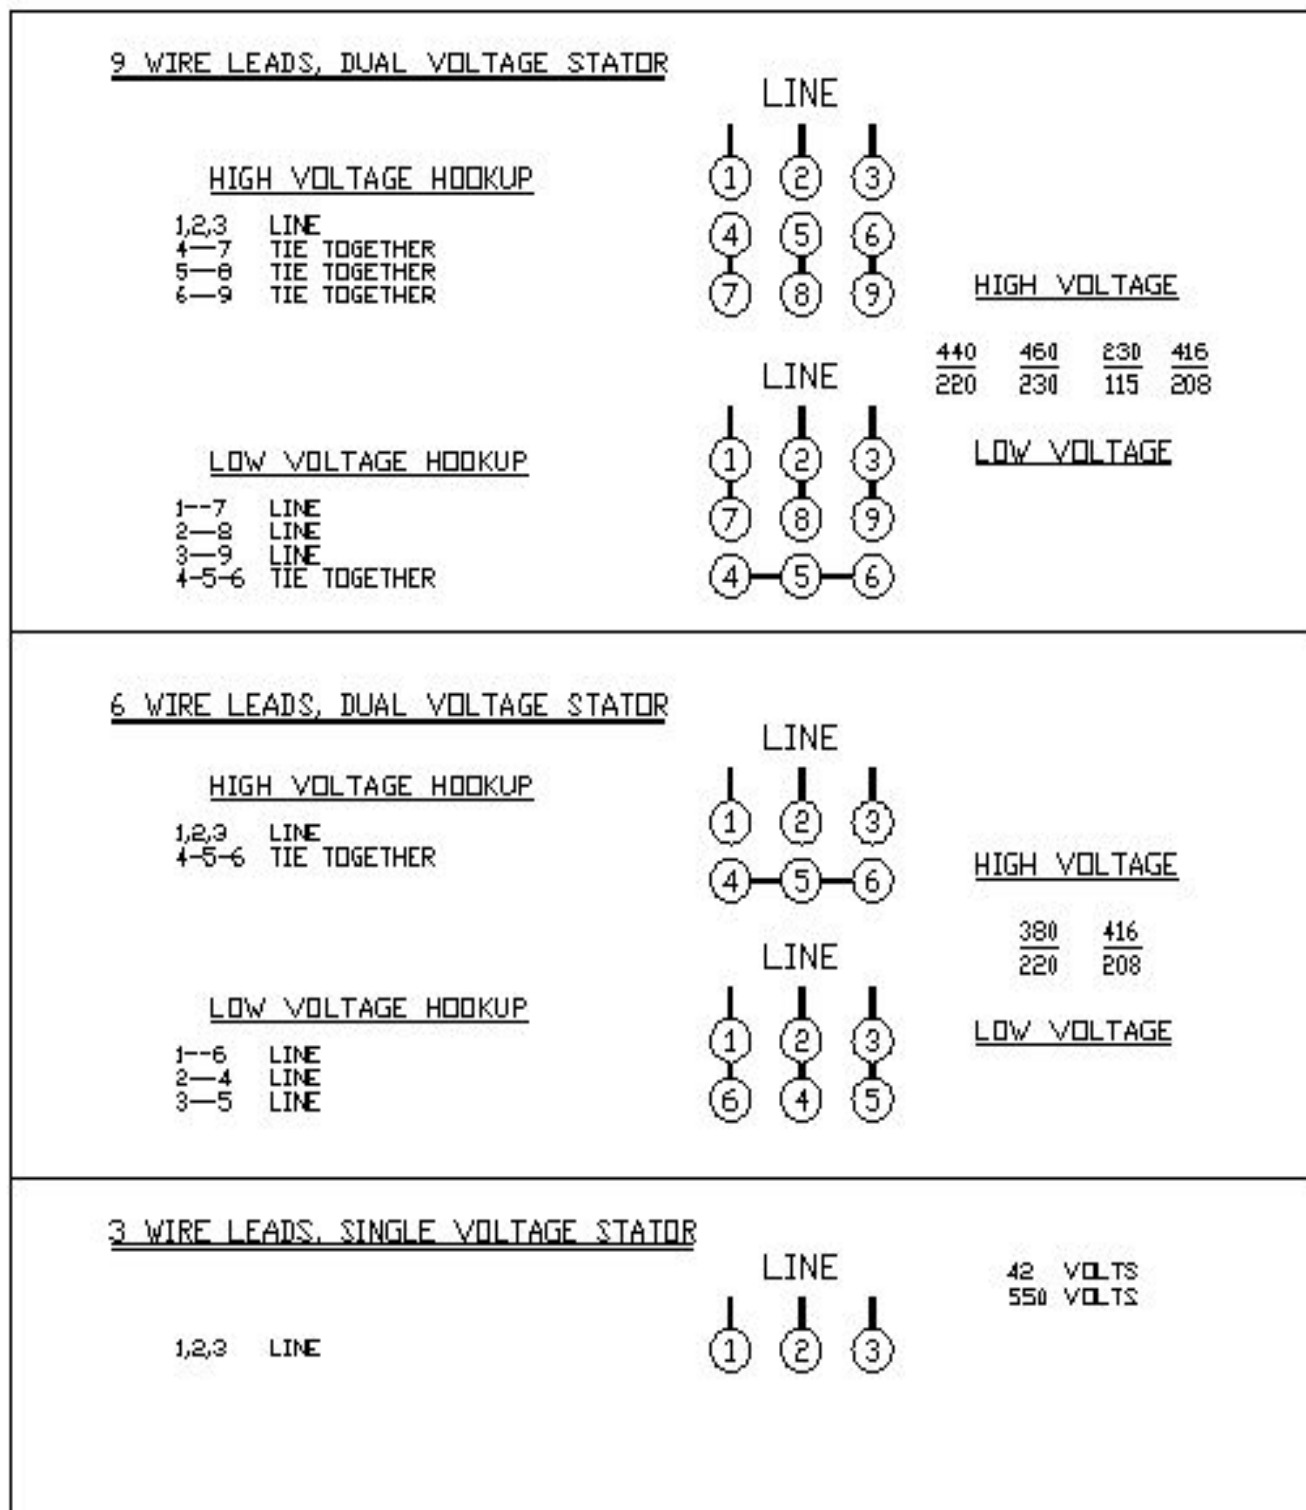 9 WIRE LEADS, DUAL VOLTAGE STATOR
LINE
HIGH VOLTAGE HOOKUP
1 2 3
1,2,3 LINE
4--7 TIE TOGETHER
5--8 TIE TOGETHER
6--9 TIE TOGETHER
4 5 6
7 8 9
HIGH VOLTAGE
440 460 230 416
220 230 115 208
LOW VOLTAGE
LINE
LOW VOLTAGE HOOKUP
1 2 3
1--7 LINE
2--8 LINE
3--9 LINE
4-5-6 TIE TOGETHER
7 8 9
4 5 6
6 WIRE LEADS, DUAL VOLTAGE STATOR
LINE
HIGH VOLTAGE HOOKUP
1,2,3 LINE
4-5-6 TIE TOGETHER
1 2 3
4 5 6
HIGH VOLTAGE
380 416
220 208
LOW VOLTAGE
LINE
LOW VOLTAGE HOOKUP
1--6 LINE
2--4 LINE
3--5 LINE
1 2 3
6 4 5
3 WIRE LEADS, SINGLE VOLTAGE STATOR
LINE
42 VOLTS
550 VOLTS
1,2,3 LINE
1 2 3